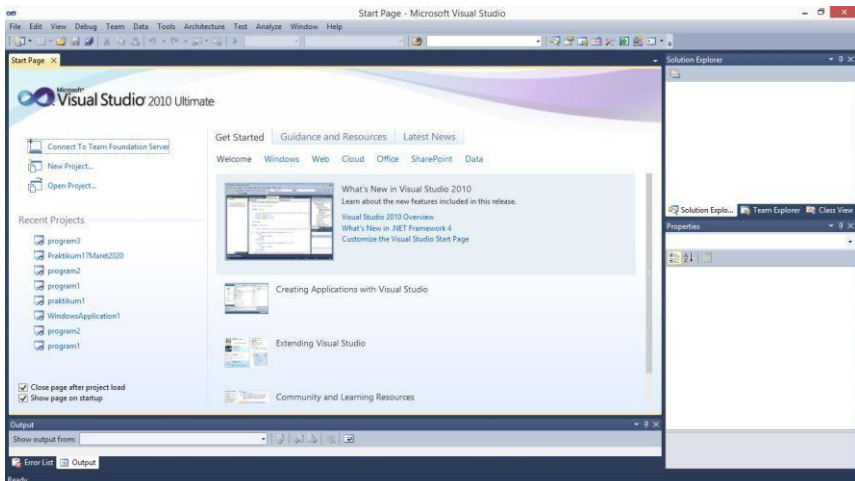 Start Page - Microsoft Visual Studio
File Edit View Debug Team Data Tools Architecture Test Analyze Window Help
Start Page
Microsoft
Visual Studio 2010 Ultimate
Connect To Team Foundation Server
New Project...
Open Project...
Recent Projects
program3
Praktikum17Maret2020
program2
program1
praktikum1
WindowsApplication1
program2
program1
Close page after project load
Show page on startup
Get Started Guidance and Resources Latest News
Welcome Windows Web Cloud Office SharePoint Data
What's New in Visual Studio 2010
Learn about the new features included in this release.
Visual Studio 2010 Overview
What's New in .NET Framework 4
Customize the Visual Studio Start Page
Creating Applications with Visual Studio
Extending Visual Studio
Community and Learning Resources
Solution Explorer
Solution Explo... Team Explorer Class View
Properties
Output
Show output from:
Error List Output
Ready